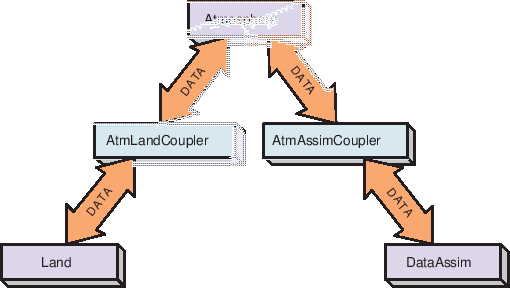 DATA
DATA
AtmLandCoupler
AtmAssimCoupler
DATA
DATA
Land
DataAssim